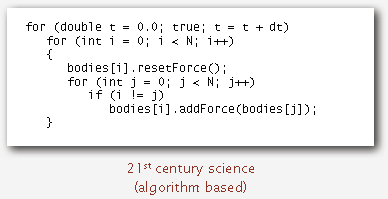 for (double t = 0.0; true; t = t + dt)
   for (int i = 0; i < N; i++)
   {
      bodies[i].resetForce();
      for (int j = 0; j < N; j++)
         if (i != j)
            bodies[i].addForce(bodies[j]);
   }
21st century science
(algorithm based)